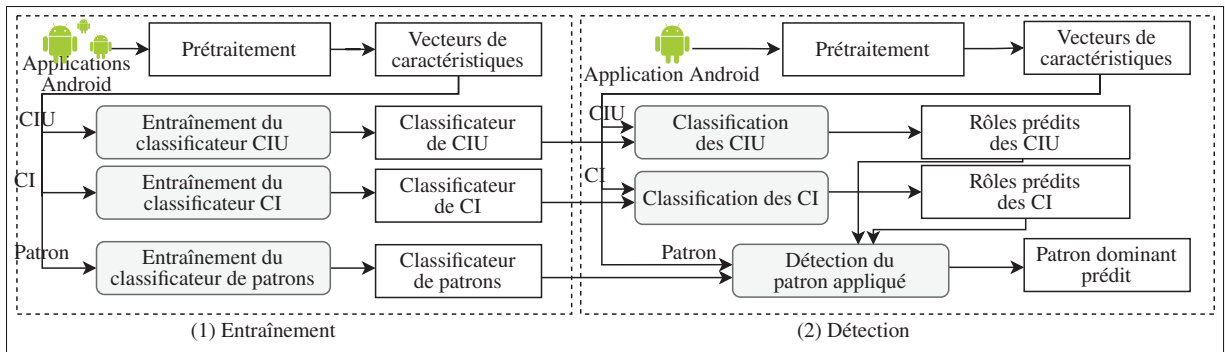 Applications
Android
Prétraitement
Vecteurs de
caractéristiques
CIU
Entraînement du
classificateur CIU
Classificateur
de CIU
CI
Entraînement du
classificateur CI
Classificateur
de CI
Patron
Entraînement du
classificateur de patrons
Classificateur
de patrons
(1) Entraînement
Application Android
Prétraitement
Vecteurs de
caractéristiques
CIU
Classification
des CIU
Rôles prédits
des CIU
CI
Classification des CI
Rôles prédits
des CI
Patron
Détection du
patron appliqué
Patron dominant
prédit
(2) Détection